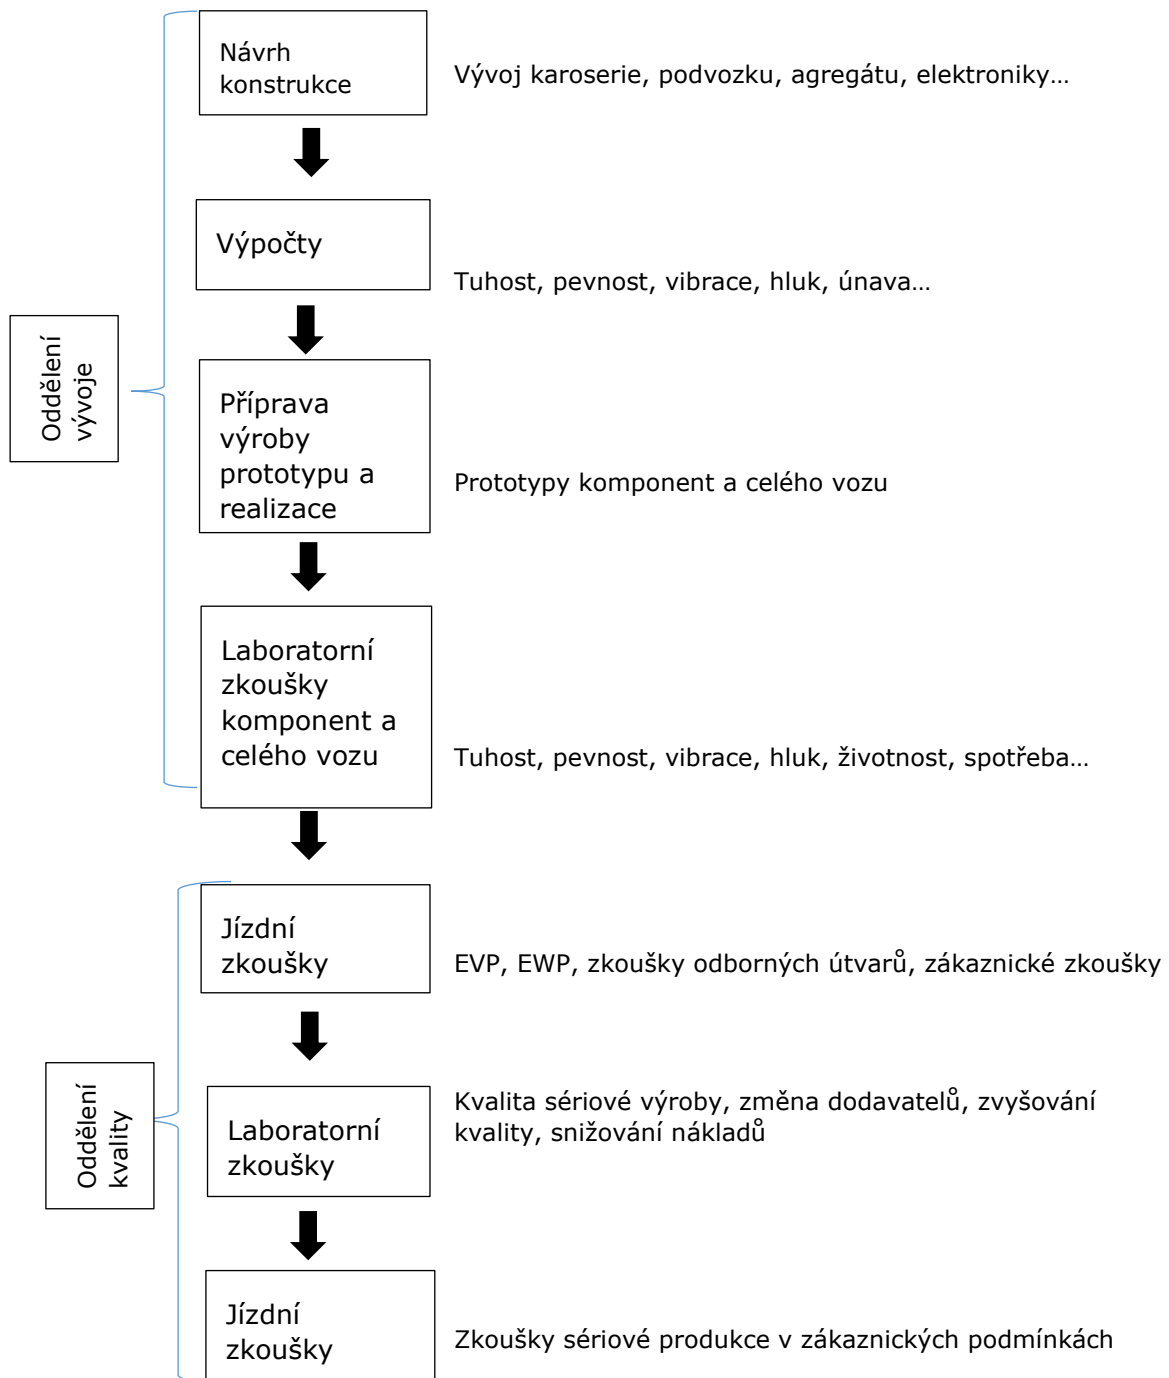 Návrh
konstrukce
Vývoj karoserie, podvozku, agregátu, elektroniky…
Výpočty
Tuhost, pevnost, vibrace, hluk, únava…
Oddělení
vývoje
Příprava
výroby
prototypu a
realizace
Prototypy komponent a celého vozu
Laboratorní
zkoušky
komponent a
celého vozu
Tuhost, pevnost, vibrace, hluk, životnost, spotřeba…
Jízdní
zkoušky
EVP, EWP, zkoušky odborných útvarů, zákaznické zkoušky
Oddělení
kvality
Laboratorní
zkoušky
Kvalita sériové výroby, změna dodavatelů, zvyšování
kvality, snižování nákladů
Jízdní
zkoušky
Zkoušky sériové produkce v zákaznických podmínkách